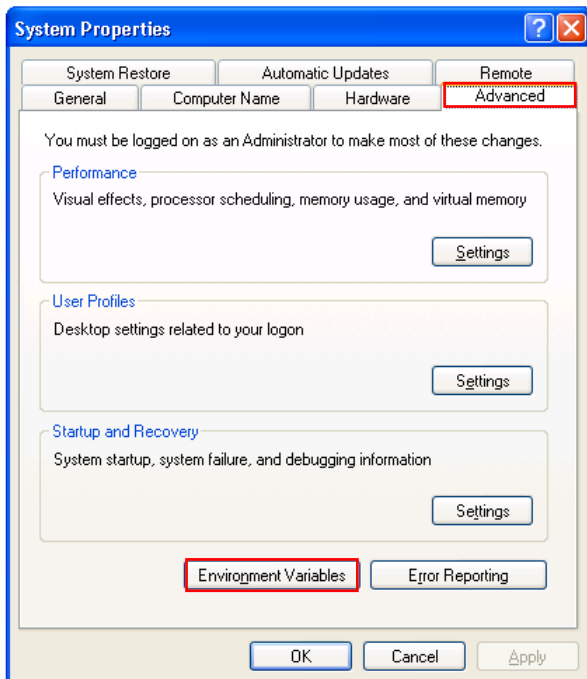 System Properties
System Restore Automatic Updates Remote
General Computer Name Hardware Advanced
You must be logged on as an Administrator to make most of these changes.
Performance
Visual effects, processor scheduling, memory usage, and virtual memory
Settings
User Profiles
Desktop settings related to your logon
Settings
Startup and Recovery
System startup, system failure, and debugging information
Settings
Environment Variables Error Reporting
OK Cancel Apply